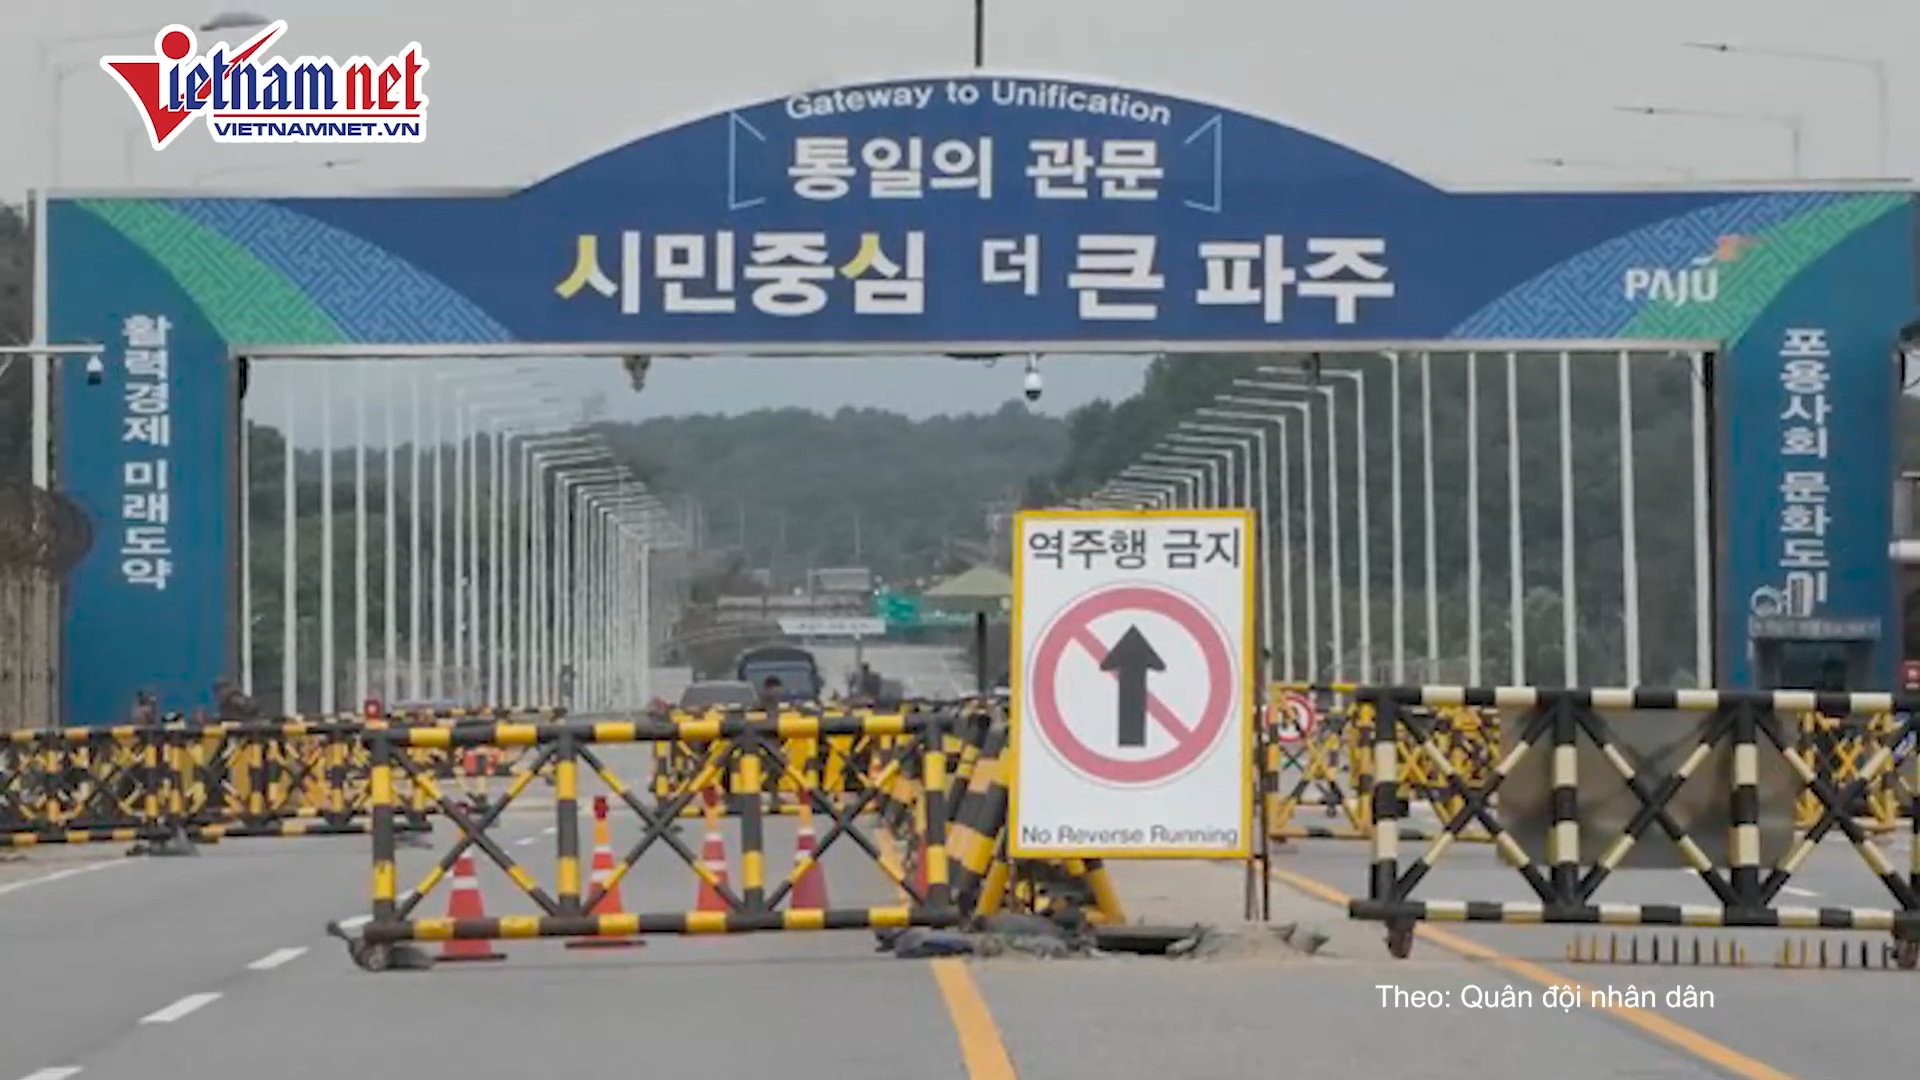 Vietnamnet
VIETNAMNET.VN
Gateway to Unification
통일의 관문
시민중심 더 큰 파주
PAJU
활력경제 미래도약
포용사회 문화도시
역주행 금지
No Reverse Running
Theo: Quân đội nhân dân